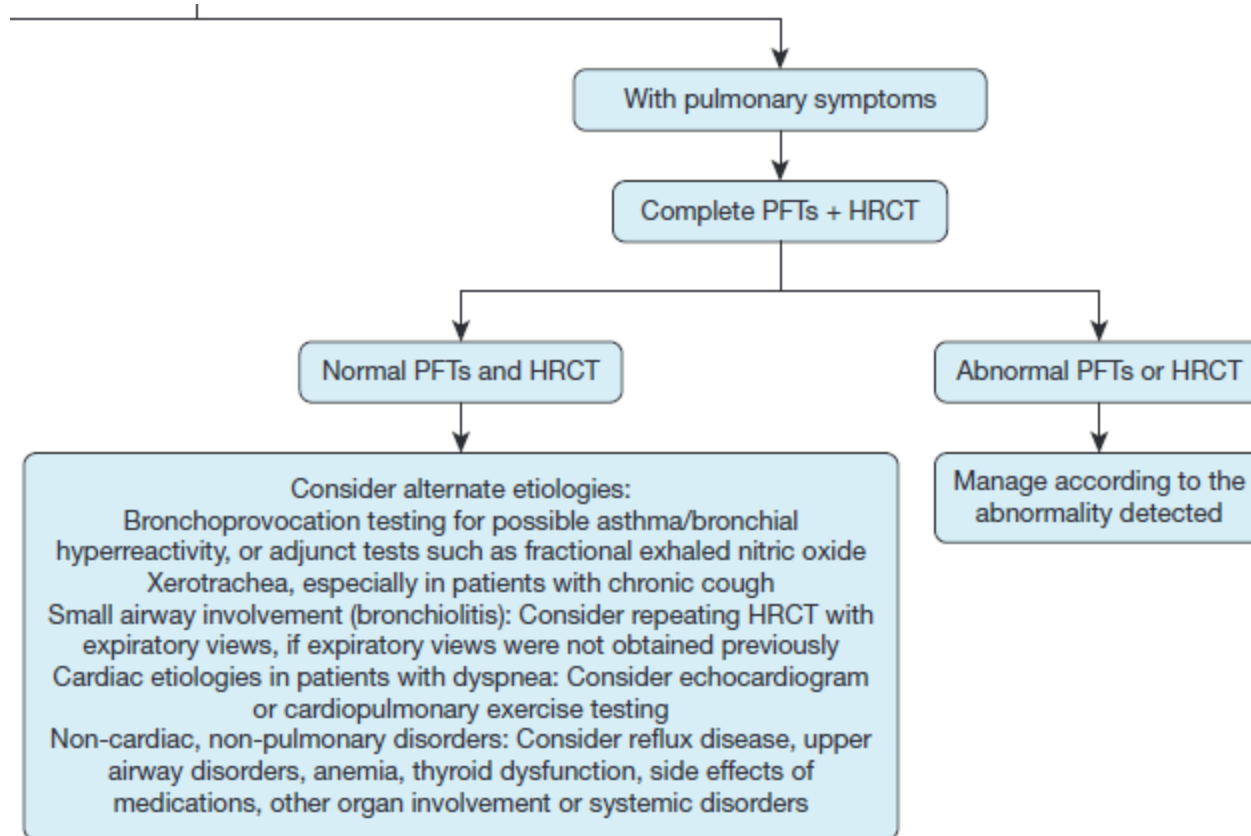 With pulmonary symptoms
Complete PFTs + HRCT
Normal PFTs and HRCT
Abnormal PFTs or HRCT
Consider alternate etiologies:
Bronchoprovocation testing for possible asthma/bronchial
hyperreactivity, or adjunct tests such as fractional exhaled nitric oxide
Xerotrachea, especially in patients with chronic cough
Small airway involvement (bronchiolitis): Consider repeating HRCT with
expiratory views, if expiratory views were not obtained previously
Cardiac etiologies in patients with dyspnea: Consider echocardiogram
or cardiopulmonary exercise testing
Non-cardiac, non-pulmonary disorders: Consider reflux disease, upper
airway disorders, anemia, thyroid dysfunction, side effects of
medications, other organ involvement or systemic disorders
Manage according to the
abnormality detected